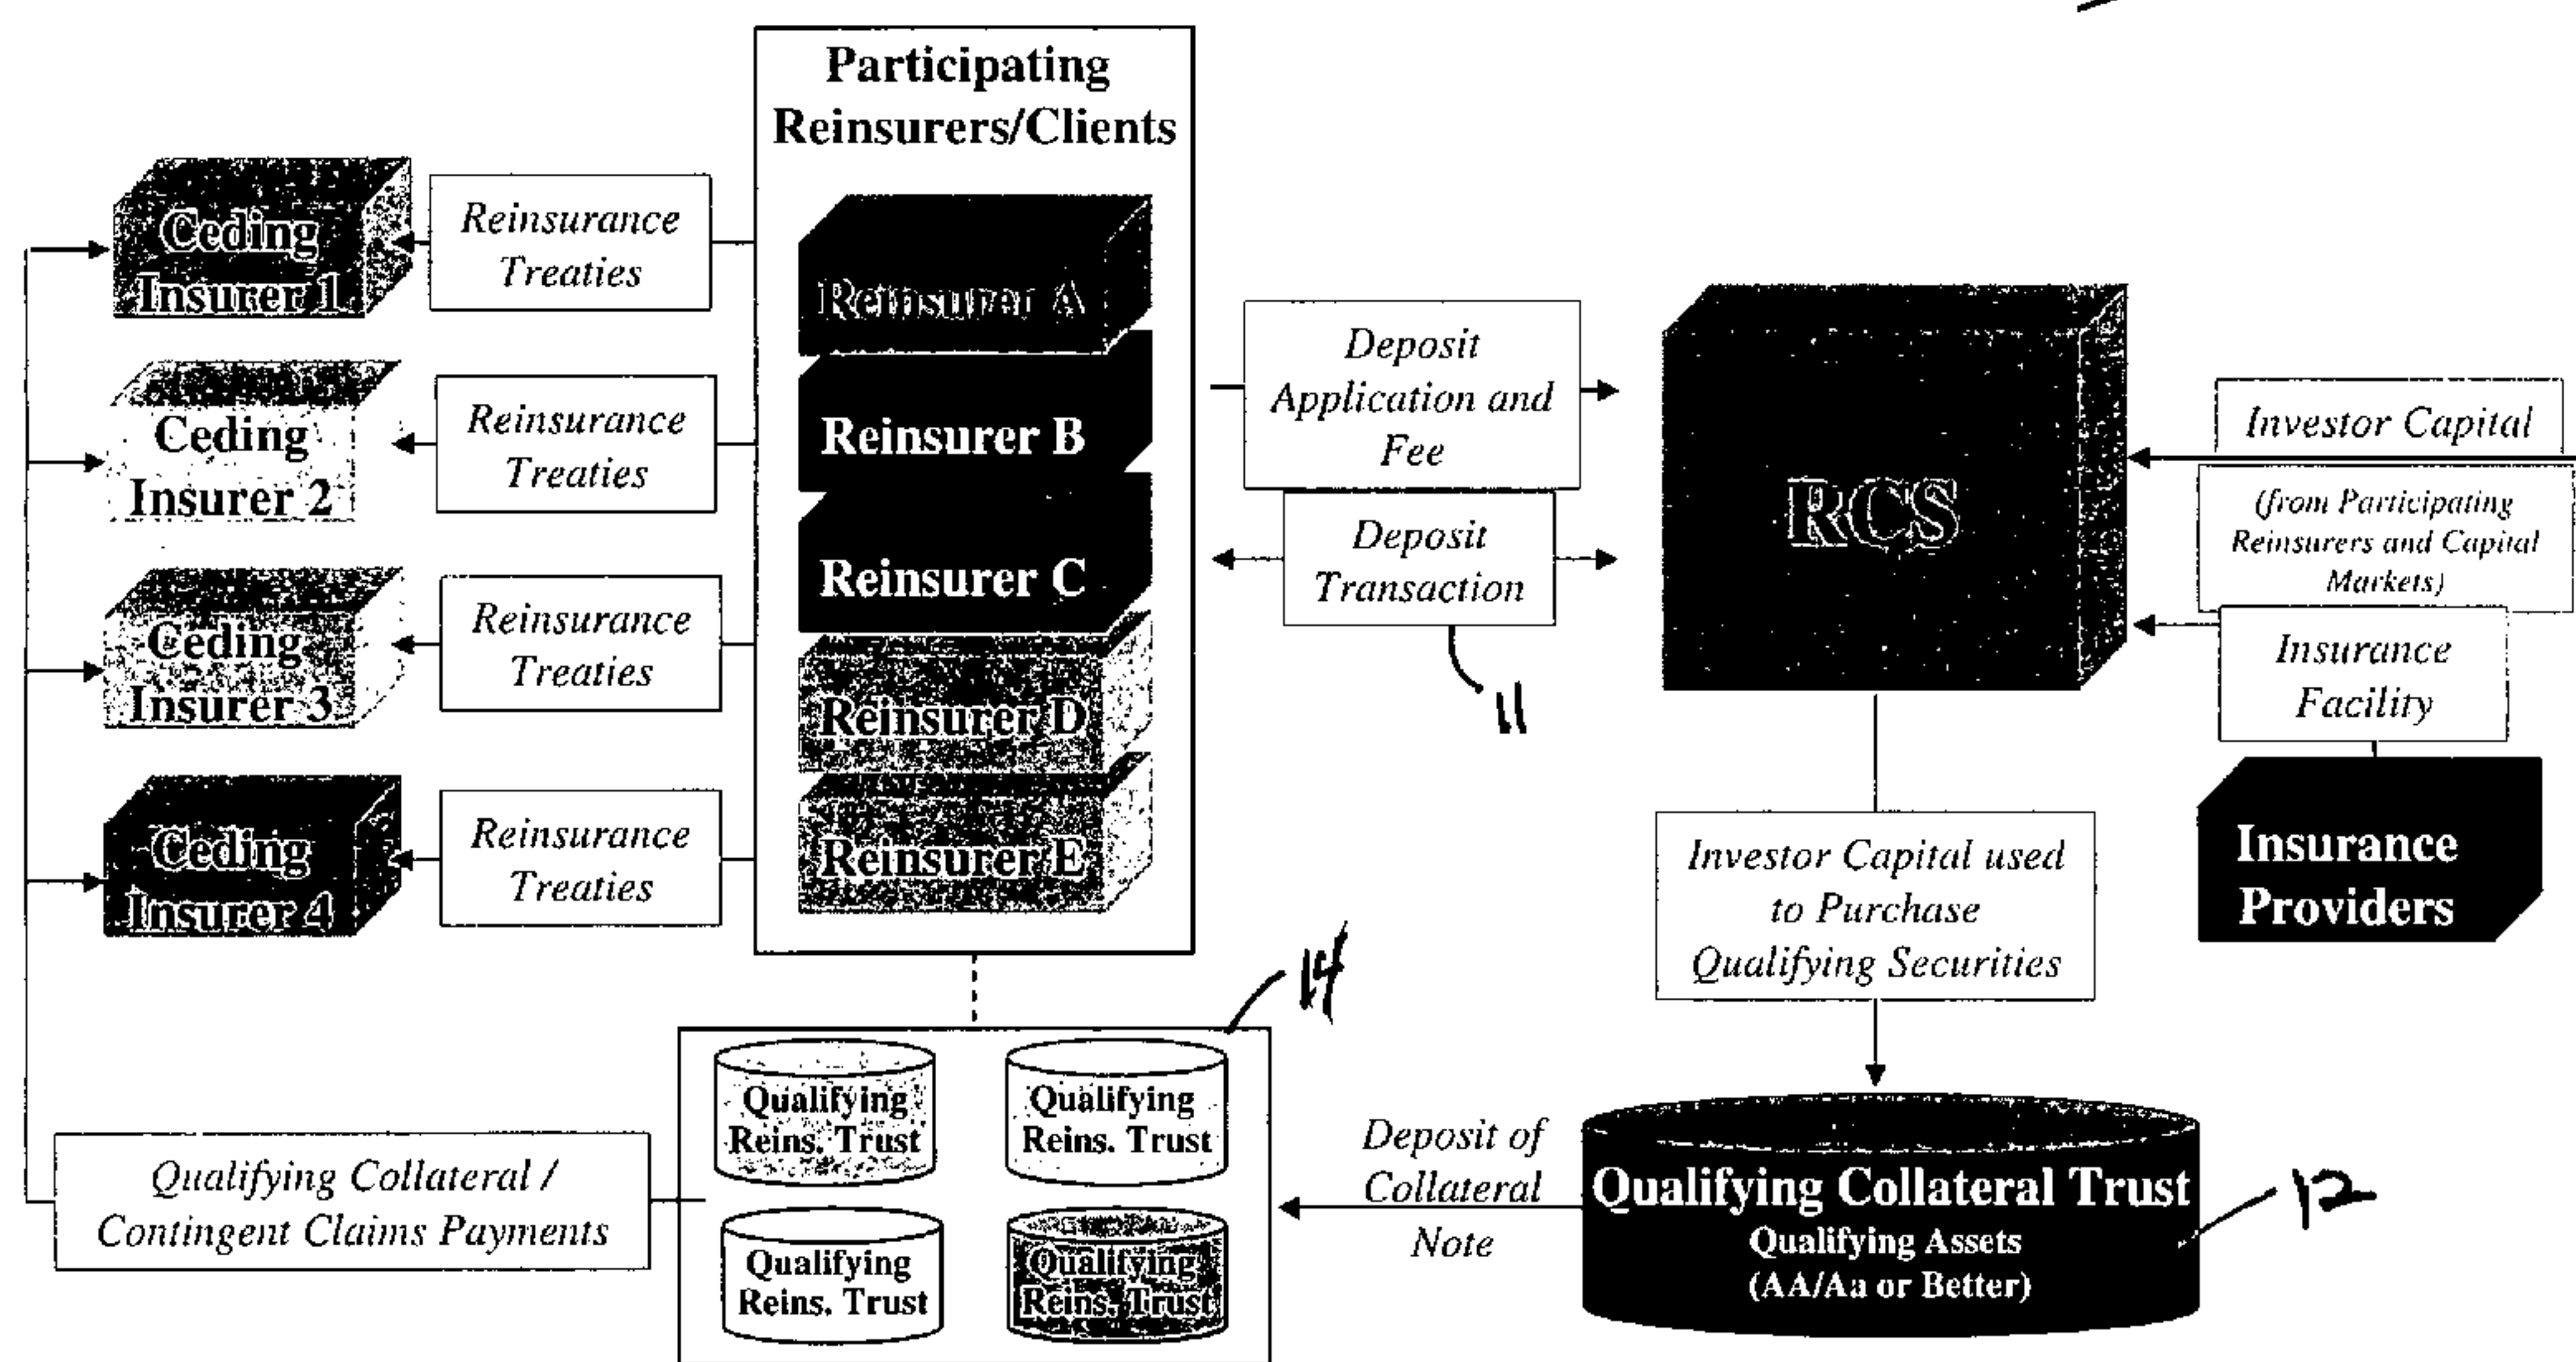 Participating
Reinsurers/Clients
Ceding
Insurer 1
Reinsurance
Treaties
Ceding
Insurer 2
Reinsurance
Treaties
Ceding
Insurer 3
Reinsurance
Treaties
Ceding
Insurer 4
Reinsurance
Treaties
Reinsurer A
Reinsurer B
Reinsurer C
Reinsurer D
Reinsurer E
Deposit
Application and
Fee
Deposit
Transaction
11
RCS
Investor Capital
(from Participating
Reinsurers and Capital
Markets)
Insurance
Facility
Insurance
Providers
Investor Capital used
to Purchase
Qualifying Securities
14
Qualifying
Reins. Trust
Qualifying
Reins. Trust
Qualifying
Reins. Trust
Qualifying
Reins. Trust
Qualifying Collateral /
Contingent Claims Payments
Deposit of
Collateral
Note
Qualifying Collateral Trust
Qualifying Assets
(AA/Aa or Better)
12